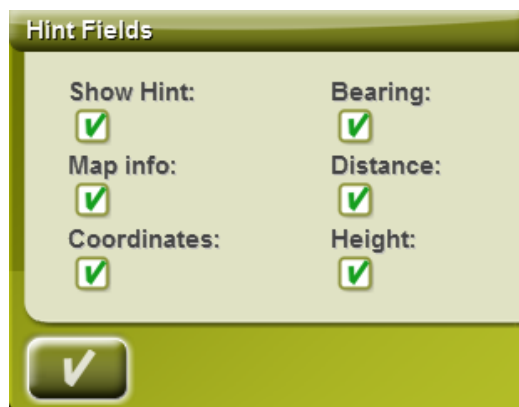 Hint Fields
Show Hint: Bearing:
Map info: Distance:
Coordinates: Height: